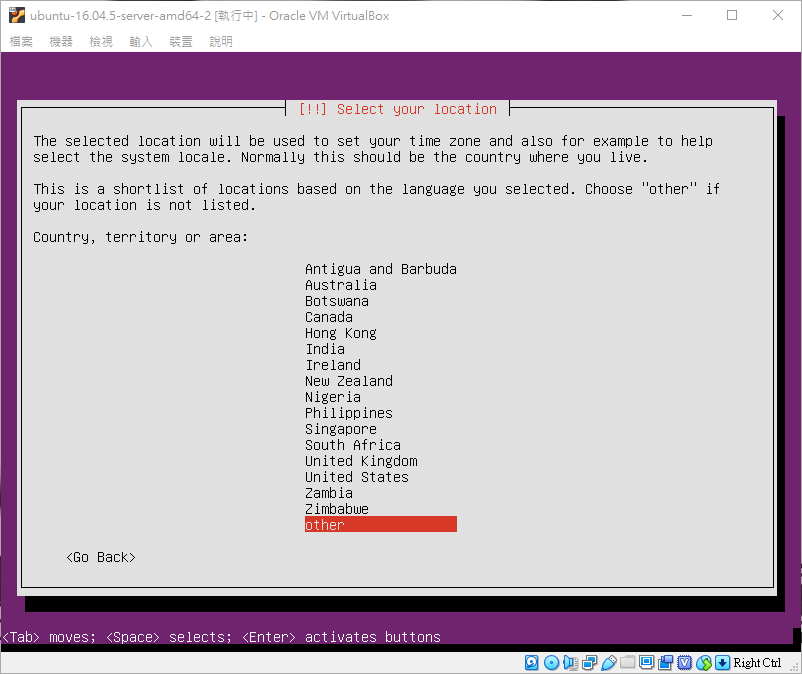 ubuntu-16.04.5-server-amd64-2 [執行中] - Oracle VM VirtualBox
檔案 機器 檢視 輸入 裝置 說明
[!!] Select your location
The selected location will be used to set your time zone and also for example to help
select the system locale. Normally this should be the country where you live.
This is a shortlist of locations based on the language you selected. Choose "other" if
your location is not listed.
Country, territory or area:
Antigua and Barbuda
Australia
Botswana
Canada
Hong Kong
India
Ireland
New Zealand
Nigeria
Philippines
Singapore
South Africa
United Kingdom
United States
Zambia
Zimbabwe
other
<Go Back>
<Tab> moves; <Space> selects; <Enter> activates buttons
Right Ctrl